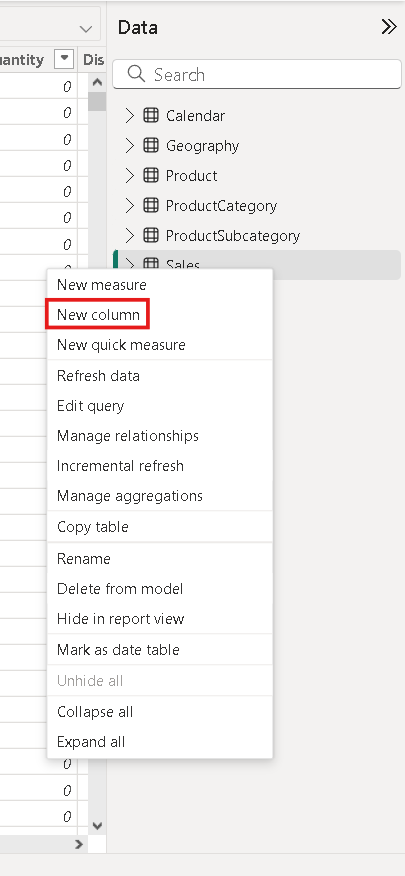 Data
antity
Dis
Search
0
0
0
0
0
0
0
Calendar
Geography
Product
ProductCategory
ProductSubcategory
Sales
New measure
New column
New quick measure
Refresh data
Edit query
Manage relationships
Incremental refresh
Manage aggregations
Copy table
Rename
Delete from model
Hide in report view
Mark as date table
Unhide all
Collapse all
Expand all
0
0
0